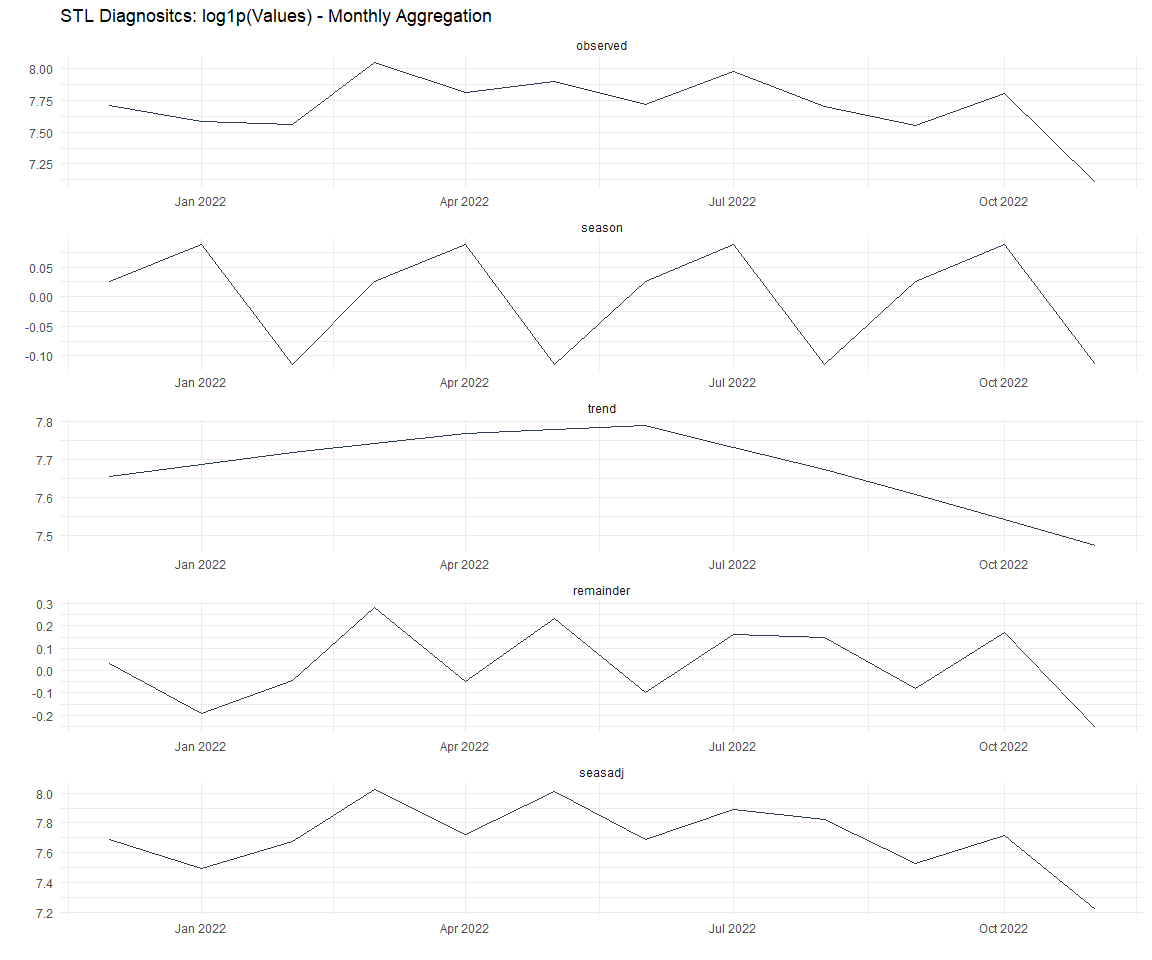 STL Diagnositcs: log1p(Values) - Monthly Aggregation
observed
8.00
7.75
7.50
7.25
Jan 2022 Apr 2022 Jul 2022 Oct 2022
season
0.05
0.00
-0.05
-0.10
Jan 2022 Apr 2022 Jul 2022 Oct 2022
trend
7.8
7.7
7.6
7.5
Jan 2022 Apr 2022 Jul 2022 Oct 2022
remainder
0.3
0.2
0.1
0.0
-0.1
-0.2
Jan 2022 Apr 2022 Jul 2022 Oct 2022
seasadj
8.0
7.8
7.6
7.4
7.2
Jan 2022 Apr 2022 Jul 2022 Oct 2022